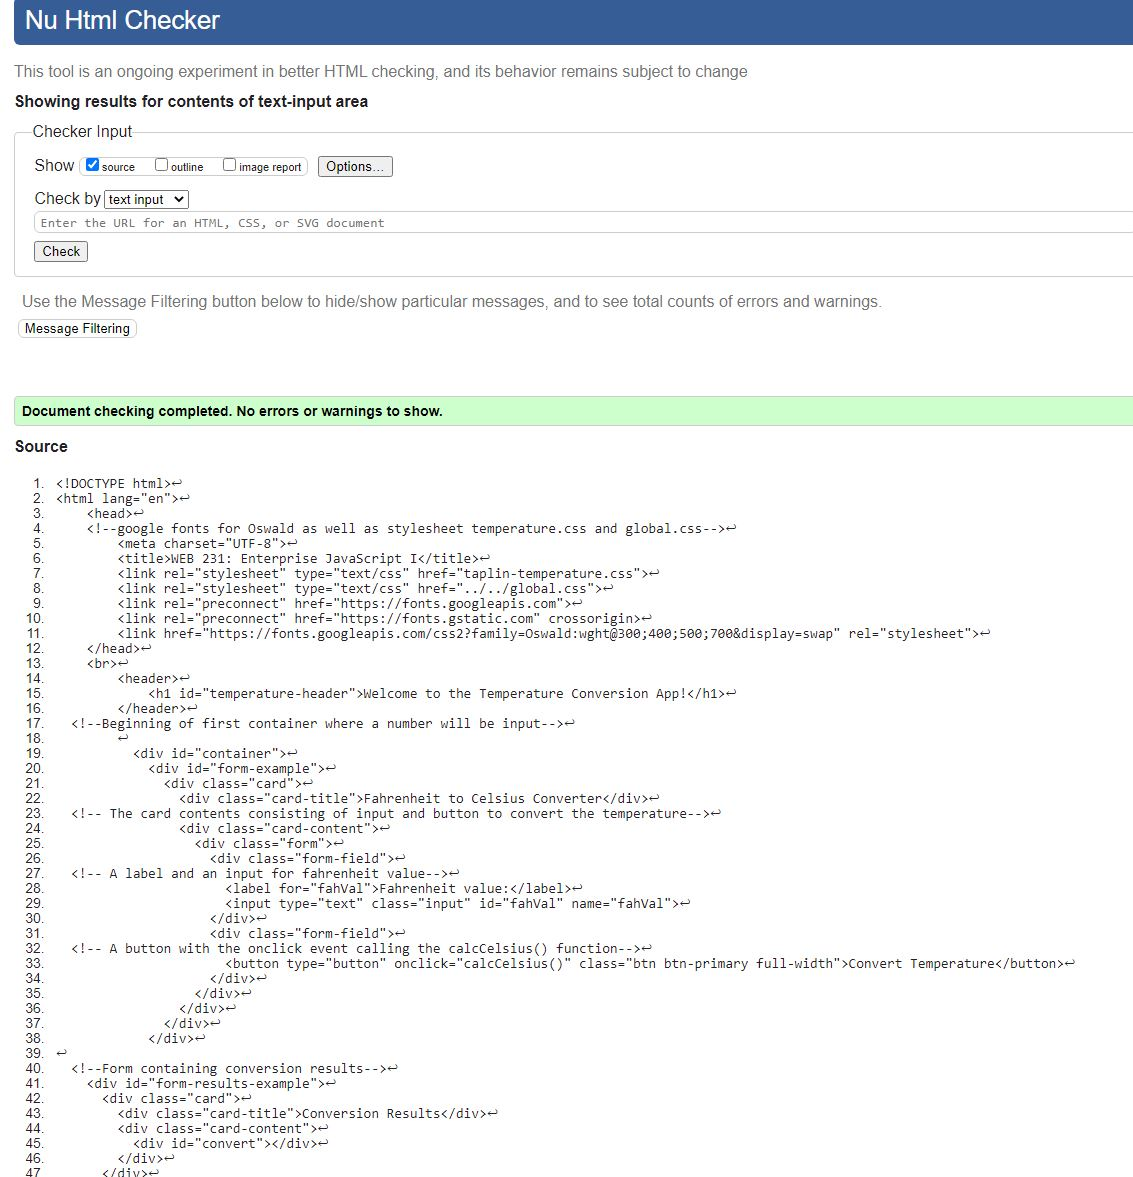 Nu Html Checker
This tool is an ongoing experiment in better HTML checking, and its behavior remains subject to change
Showing results for contents of text-input area
Checker Input
Show source outline image report Options...
Check by text input
Enter the URL for an HTML, CSS, or SVG document
Check
Use the Message Filtering button below to hide/show particular messages, and to see total counts of errors and warnings.
Message Filtering
Document checking completed. No errors or warnings to show.
Source
1. <!DOCTYPE html>↩
2. <html lang="en">↩
3. <head>↩
4. <!--google fonts for Oswald as well as stylesheet temperature.css and global.css-->↩
5. <meta charset="UTF-8">↩
6. <title>WEB 231: Enterprise JavaScript I</title>↩
7. <link rel="stylesheet" type="text/css" href="taplin-temperature.css">↩
8. <link rel="stylesheet" type="text/css" href="../../global.css">↩
9. <link rel="preconnect" href="https://fonts.googleapis.com">↩
10. <link rel="preconnect" href="https://fonts.gstatic.com" crossorigin>↩
11. <link href="https://fonts.googleapis.com/css2?family=Oswald:wght@300;400;500;700&display=swap" rel="stylesheet">↩
12. </head>↩
13. <br>↩
14. <header>↩
15. <h1 id="temperature-header">Welcome to the Temperature Conversion App!</h1>↩
16. </header>↩
17. <!--Beginning of first container where a number will be input-->↩
18. ↩
19. <div id="container">↩
20. <div id="form-example">↩
21. <div class="card">↩
22. <div class="card-title">Fahrenheit to Celsius Converter</div>↩
23. <!-- The card contents consisting of input and button to convert the temperature-->↩
24. <div class="card-content">↩
25. <div class="form">↩
26. <div class="form-field">↩
27. <!-- A label and an input for fahrenheit value-->↩
28. <label for="fahVal">Fahrenheit value:</label>↩
29. <input type="text" class="input" id="fahVal" name="fahVal">↩
30. </div>↩
31. <div class="form-field">↩
32. <!-- A button with the onclick event calling the calcCelsius() function-->↩
33. <button type="button" onclick="calcCelsius()" class="btn btn-primary full-width">Convert Temperature</button>↩
34. </div>↩
35. </div>↩
36. </div>↩
37. </div>↩
38. </div>↩
39. ↩
40. <!--Form containing conversion results-->↩
41. <div id="form-results-example">↩
42. <div class="card">↩
43. <div class="card-title">Conversion Results</div>↩
44. <div class="card-content">↩
45. <div id="convert"></div>↩
46. </div>↩
47 </div>↩